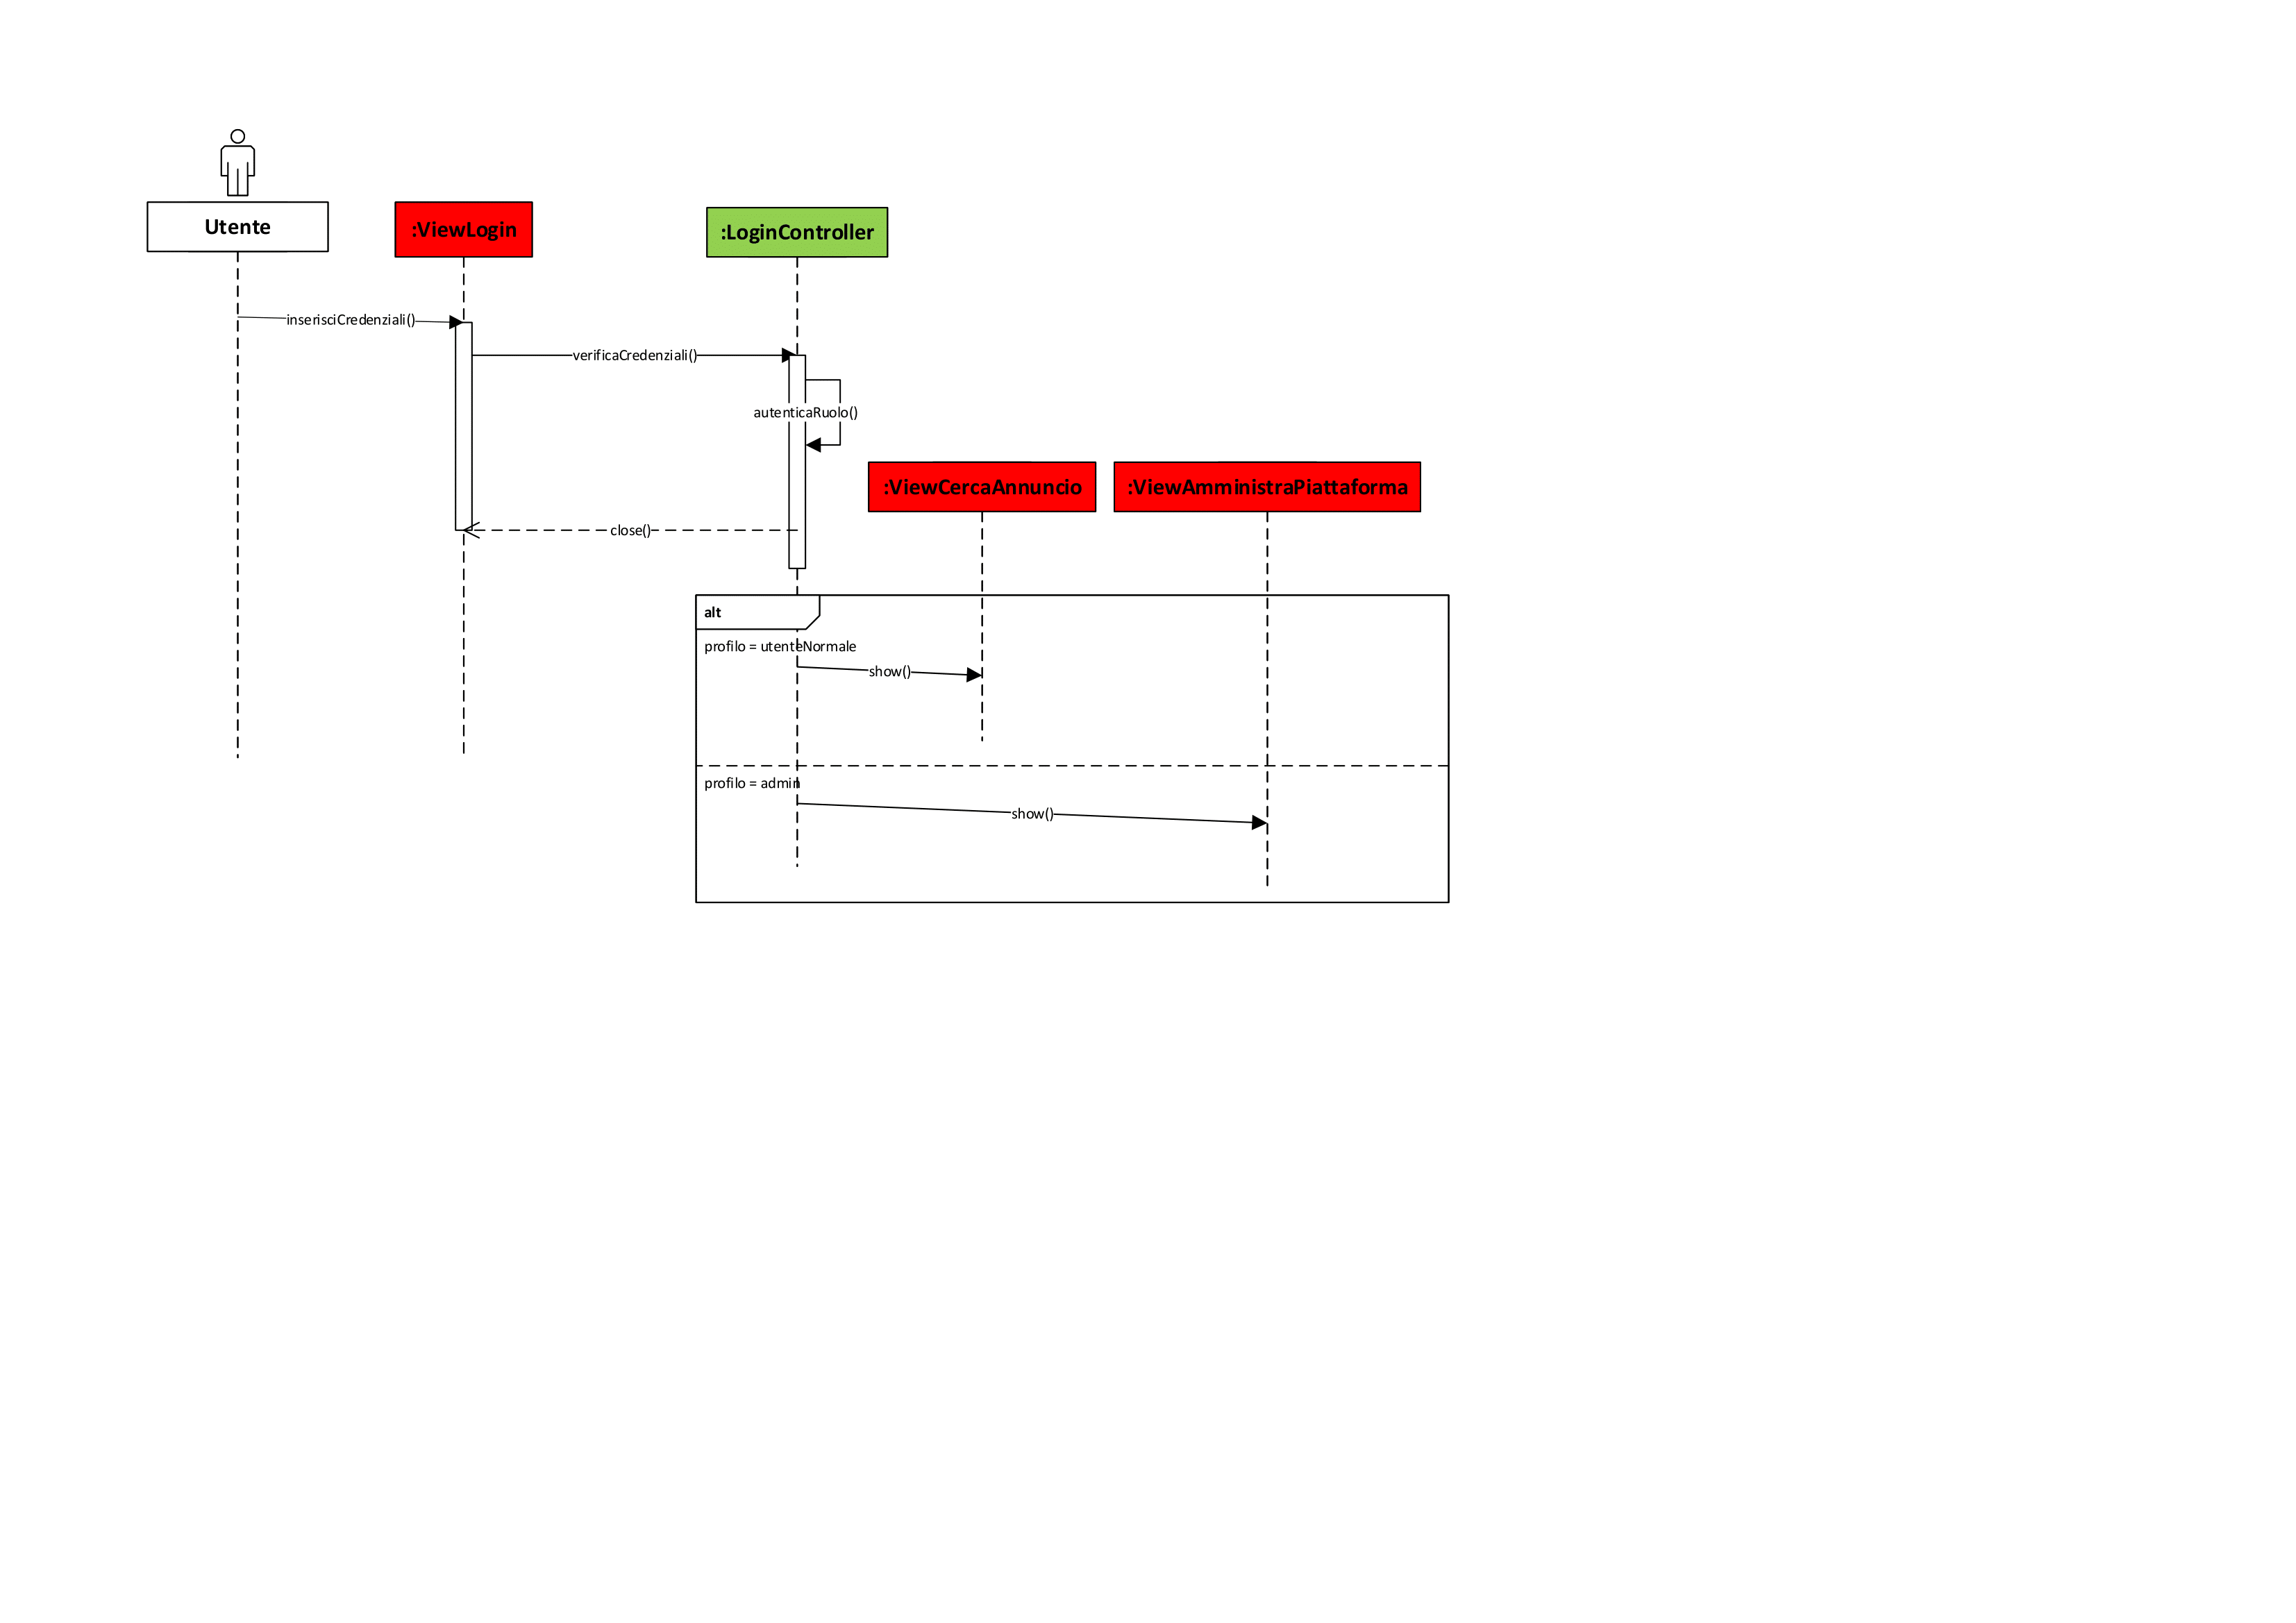 Utente
:ViewLogin
:LoginController
inserisciCredenziali()
verificaCredenziali()
autenticaRuolo()
:ViewCercaAnnuncio
:ViewAmministraPiattaforma
close()
alt
profilo = utenteNormale
show()
profilo = admin
show()